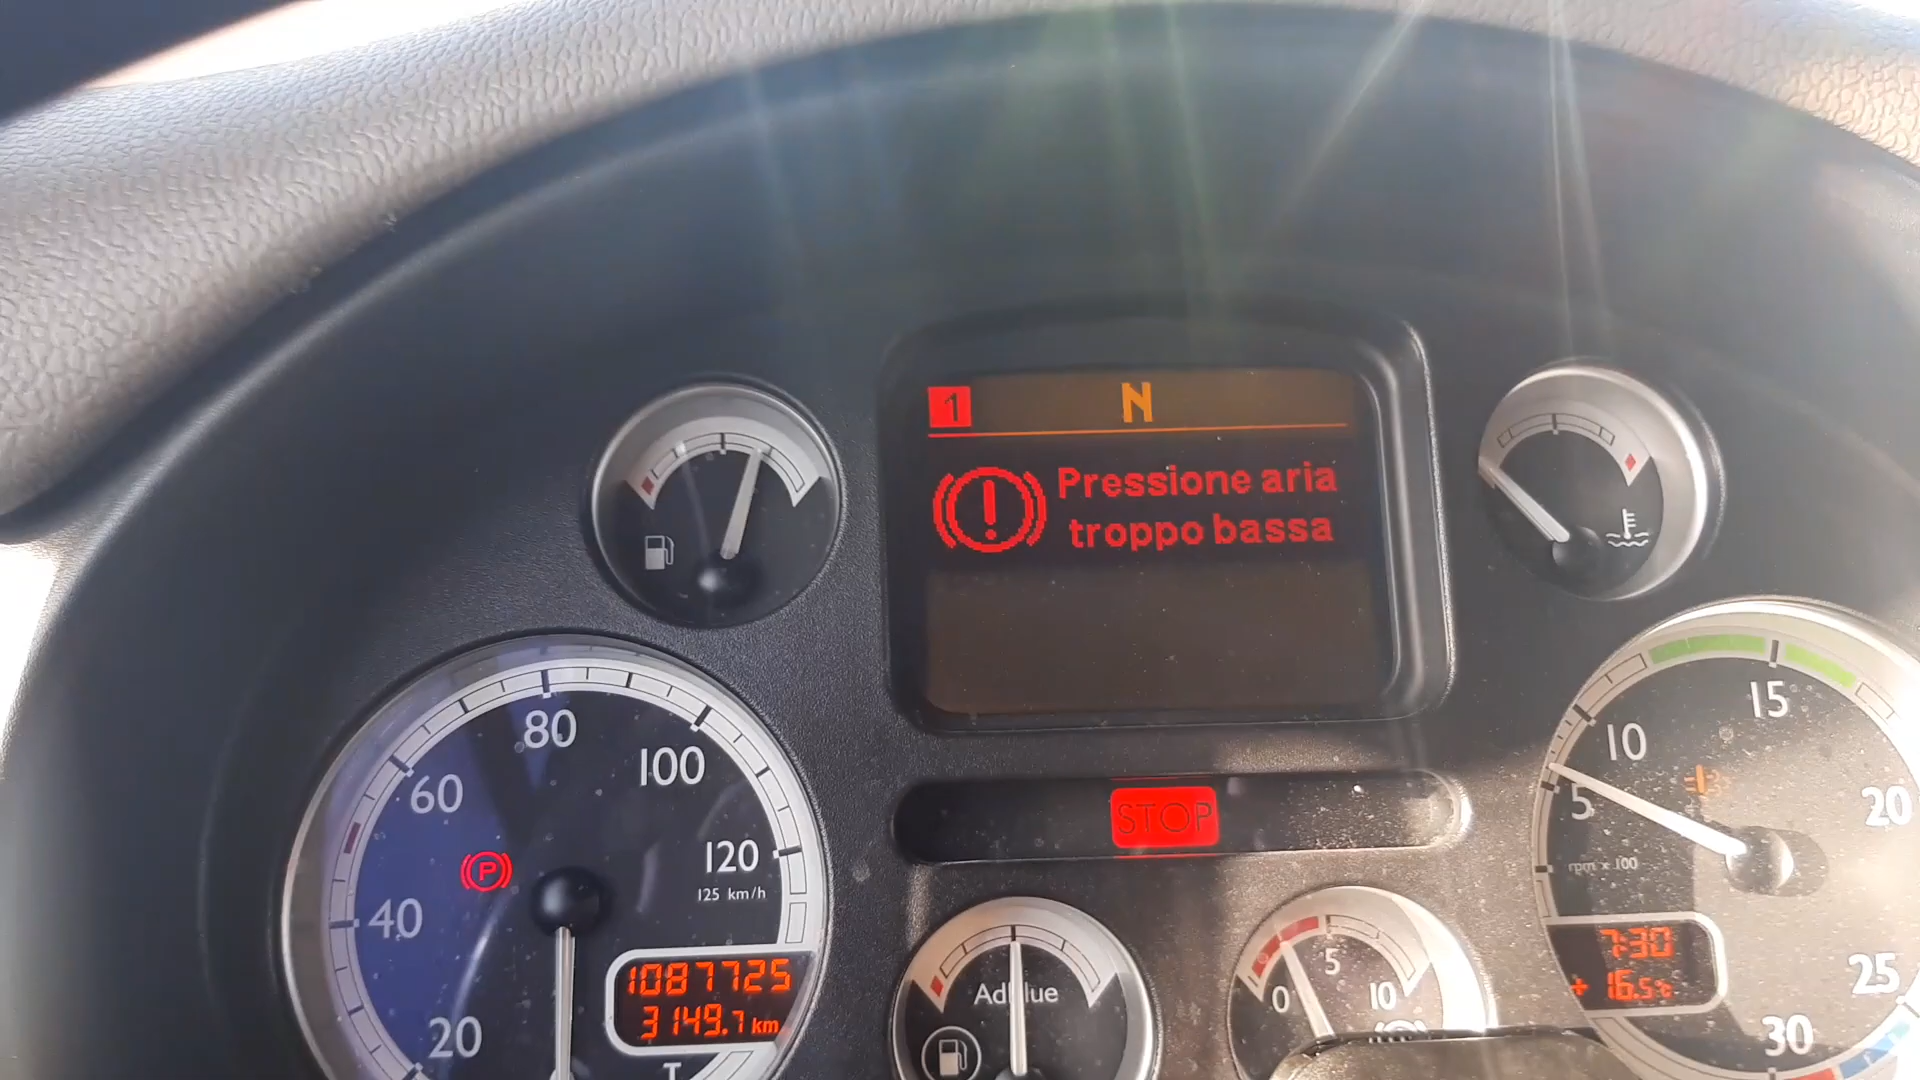 1 N
Pressione aria
troppo bassa
80
100
60
120
125 km/h
40
20
P
1087725
3149.7 km
T
STOP
AdBlue
0 5 10
15
10
5
20
rpm x 100
7:30
+ 16.5°c
25
30